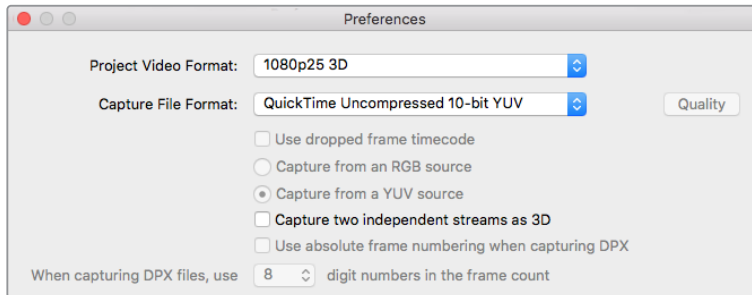 Preferences
Project Video Format: 1080p25 3D
Capture File Format: QuickTime Uncompressed 10-bit YUV Quality
Use dropped frame timecode
Capture from an RGB source
Capture from a YUV source
Capture two independent streams as 3D
Use absolute frame numbering when capturing DPX
When capturing DPX files, use 8 digit numbers in the frame count